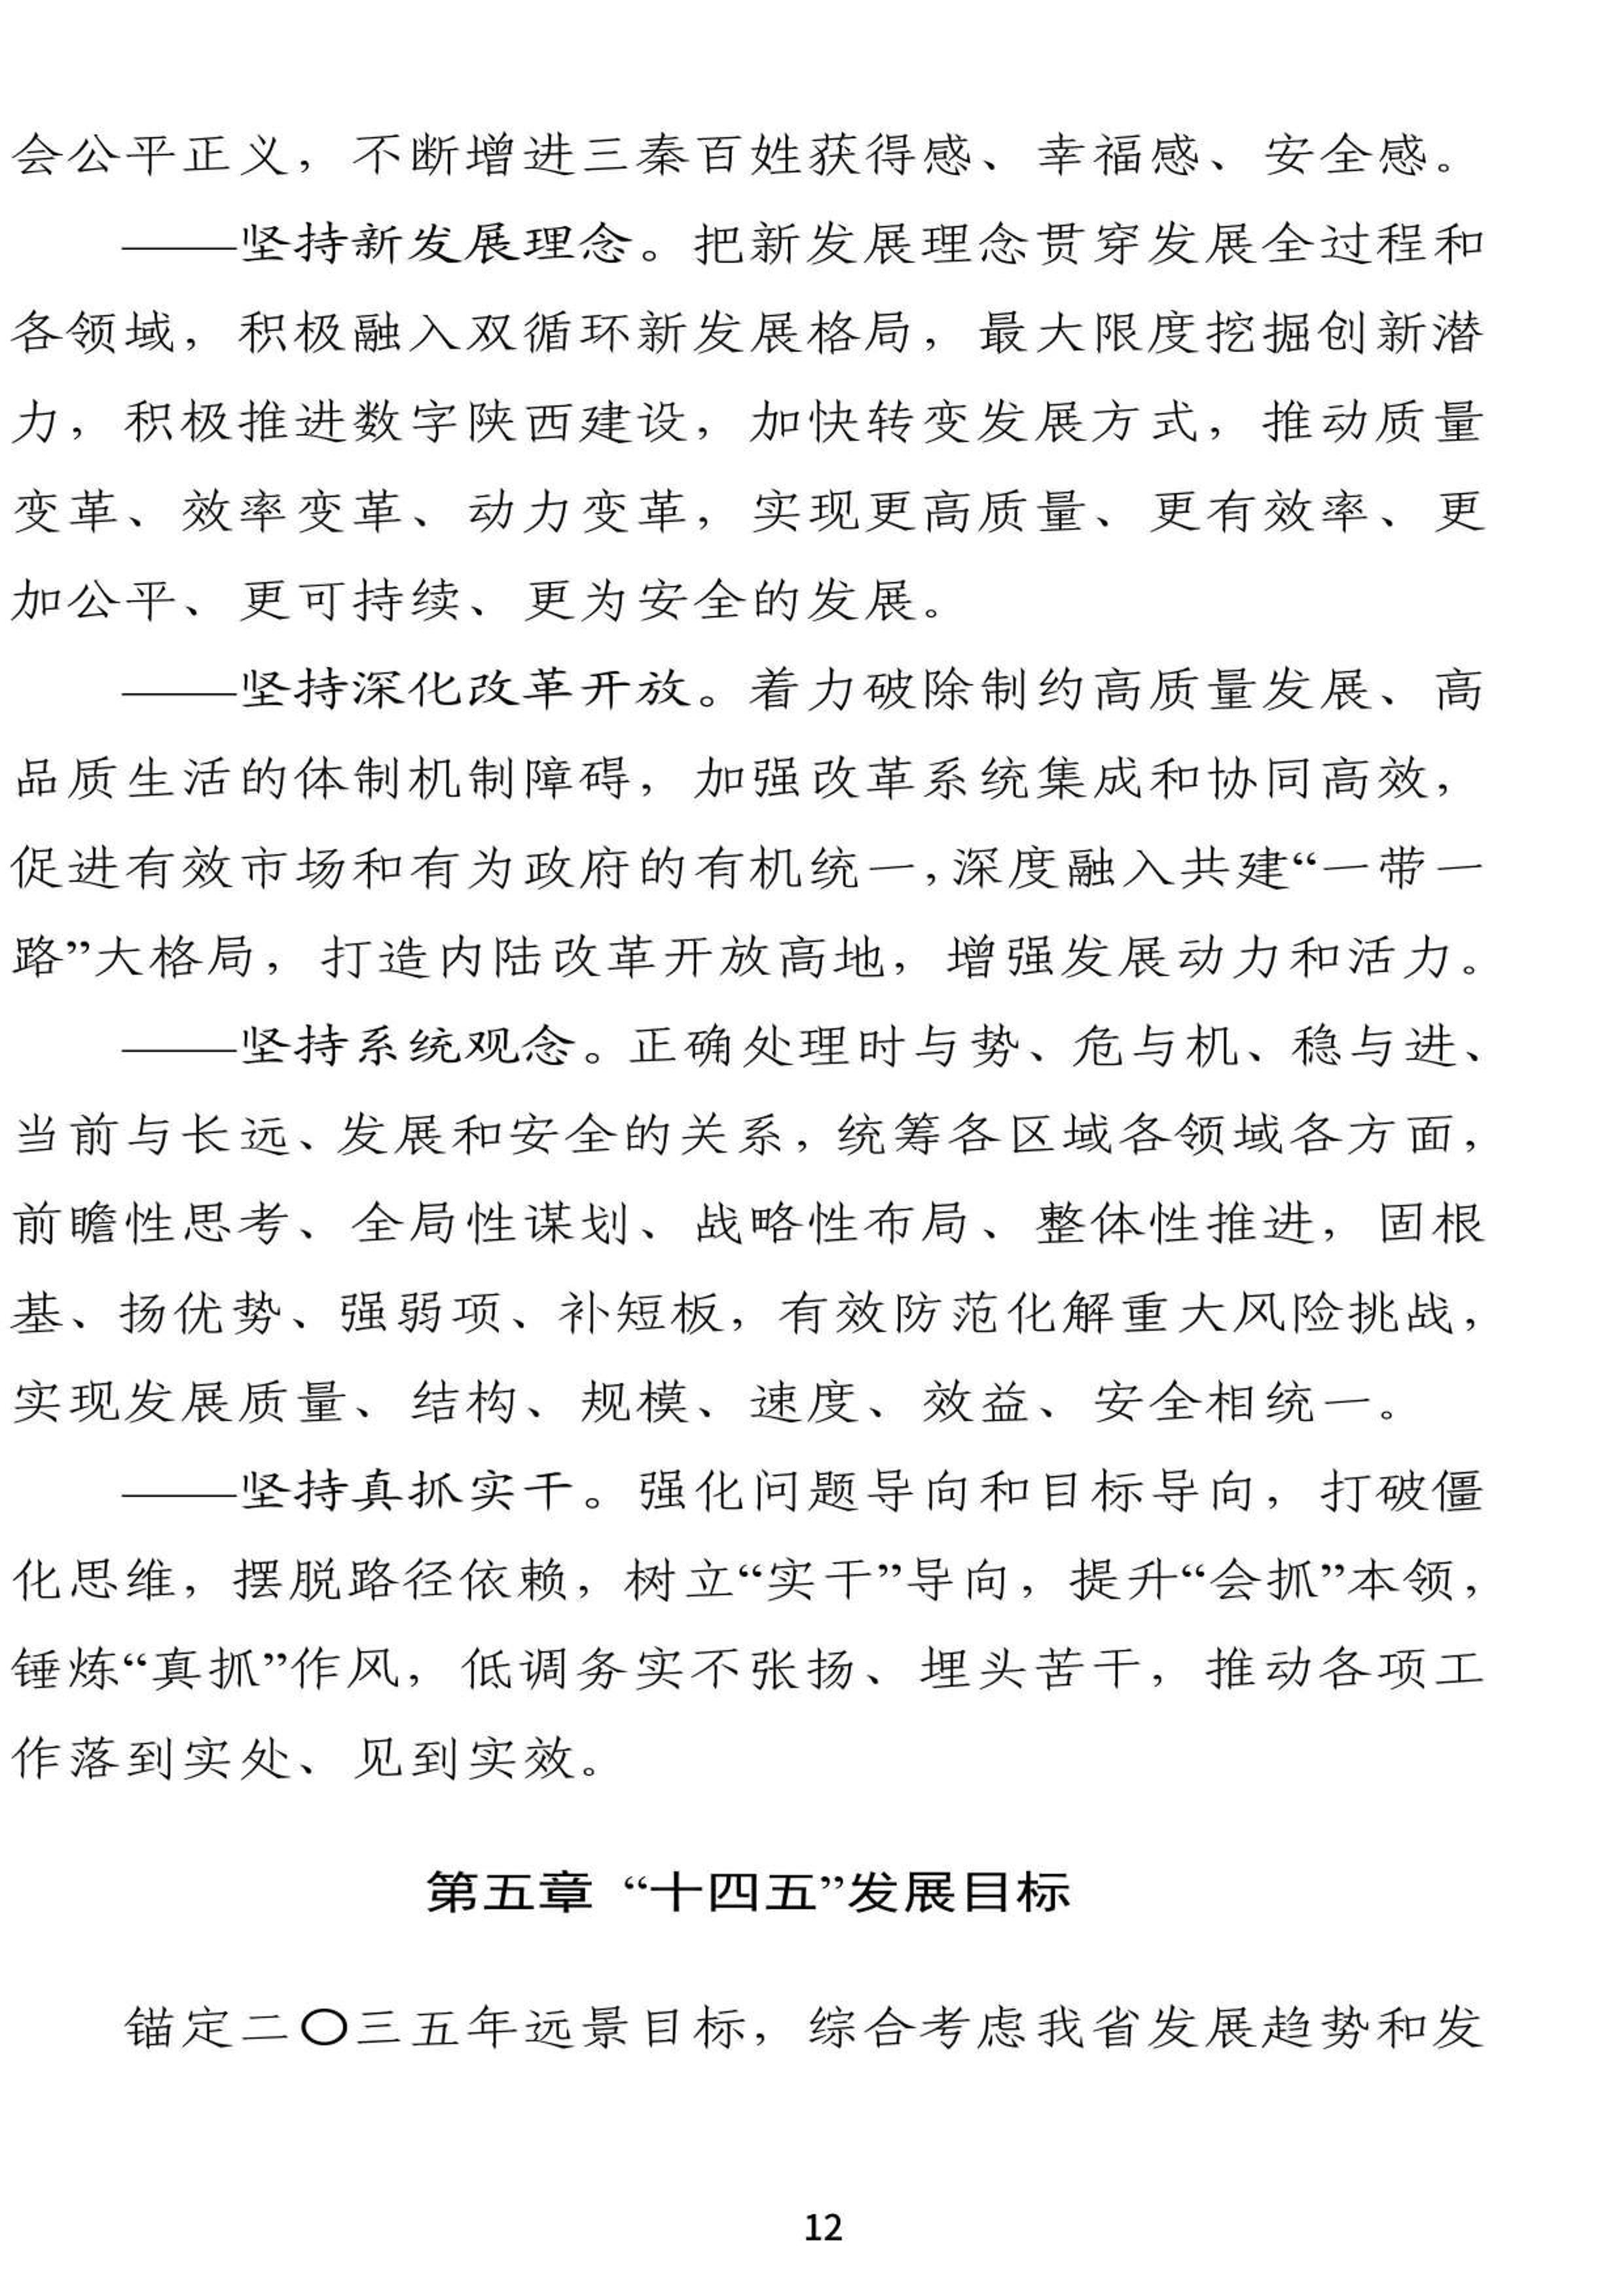 会公平正义，不断增进三秦百姓获得感、幸福感、安全感。
——坚持新发展理念。把新发展理念贯穿发展全过程和
各领域，积极融入双循环新发展格局，最大限度挖掘创新潜
力，积极推进数字陕西建设，加快转变发展方式，推动质量
变革、效率变革、动力变革，实现更高质量、更有效率、更
加公平、更可持续、更为安全的发展。
——坚持深化改革开放。着力破除制约高质量发展、高
品质生活的体制机制障碍，加强改革系统集成和协同高效，
促进有效市场和有为政府的有机统一，深度融入共建“一带一
路”大格局，打造内陆改革开放高地，增强发展动力和活力。
——坚持系统观念。正确处理时与势、危与机、稳与进、
当前与长远、发展和安全的关系，统筹各区域各领域各方面，
前瞻性思考、全局性谋划、战略性布局、整体性推进，固根
基、扬优势、强弱项、补短板，有效防范化解重大风险挑战，
实现发展质量、结构、规模、速度、效益、安全相统一。
——坚持真抓实干。强化问题导向和目标导向，打破僵
化思维，摆脱路径依赖，树立“实干”导向，提升“会抓”本领，
锤炼“真抓”作风，低调务实不张扬、埋头苦干，推动各项工
作落到实处、见到实效。
第五章 “十四五”发展目标
锚定二〇三五年远景目标，综合考虑我省发展趋势和发
12